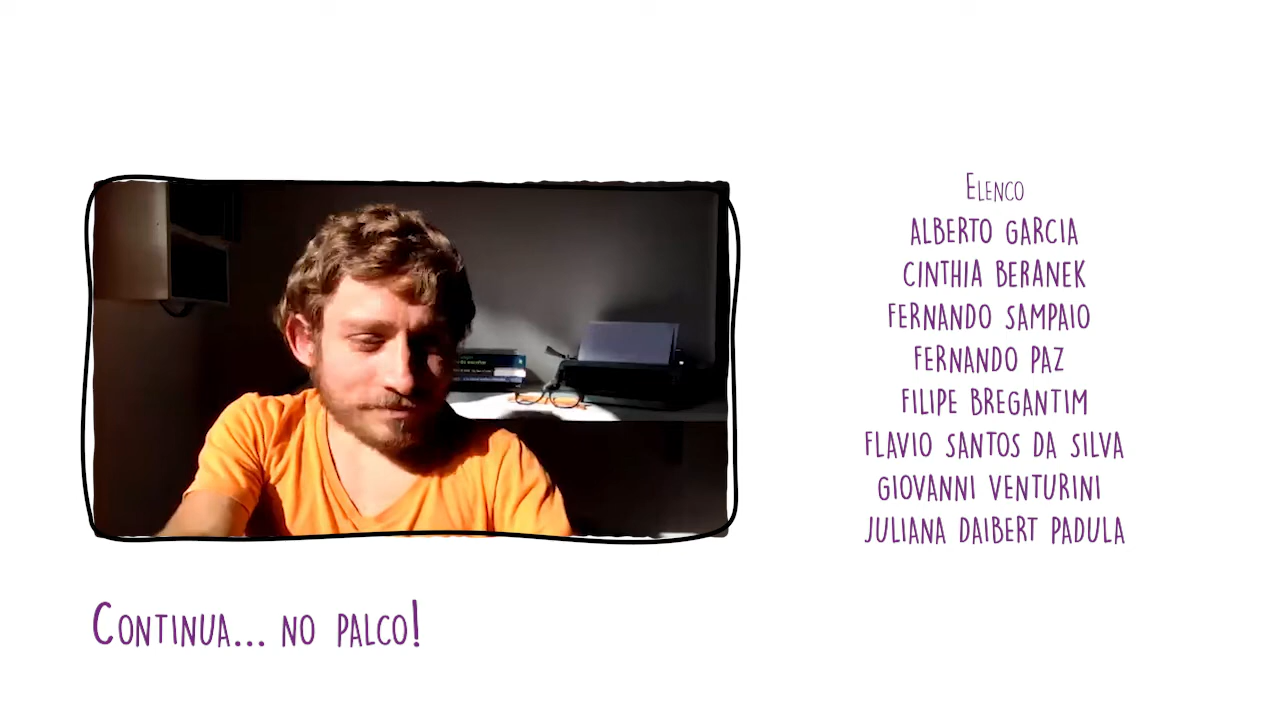 Elenco
ALBERTO GARCIA
CINTHIA BERANEK
FERNANDO SAMPAIO
FERNANDO PAZ
FILIPE BREGANTIM
FLAVIO SANTOS DA SILVA
GIOVANNI VENTURINI
JULIANA DAIBERT PADULA
Continua... no palco!